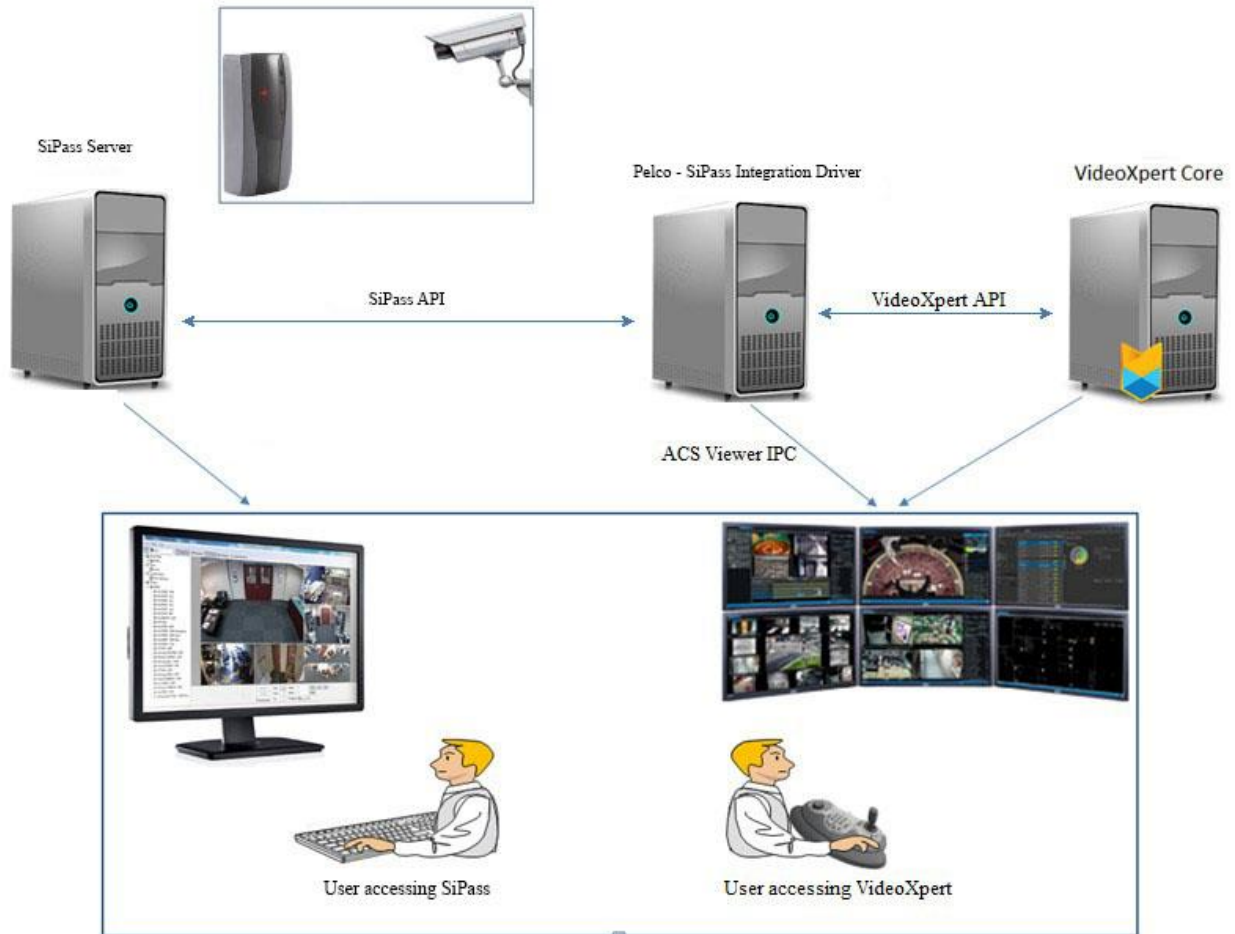 SiPass Server
Pelco - SiPass Integration Driver
VideoXpert Core
SiPass API
VideoXpert API
ACS Viewer IPC
User accessing SiPass
User accessing VideoXpert